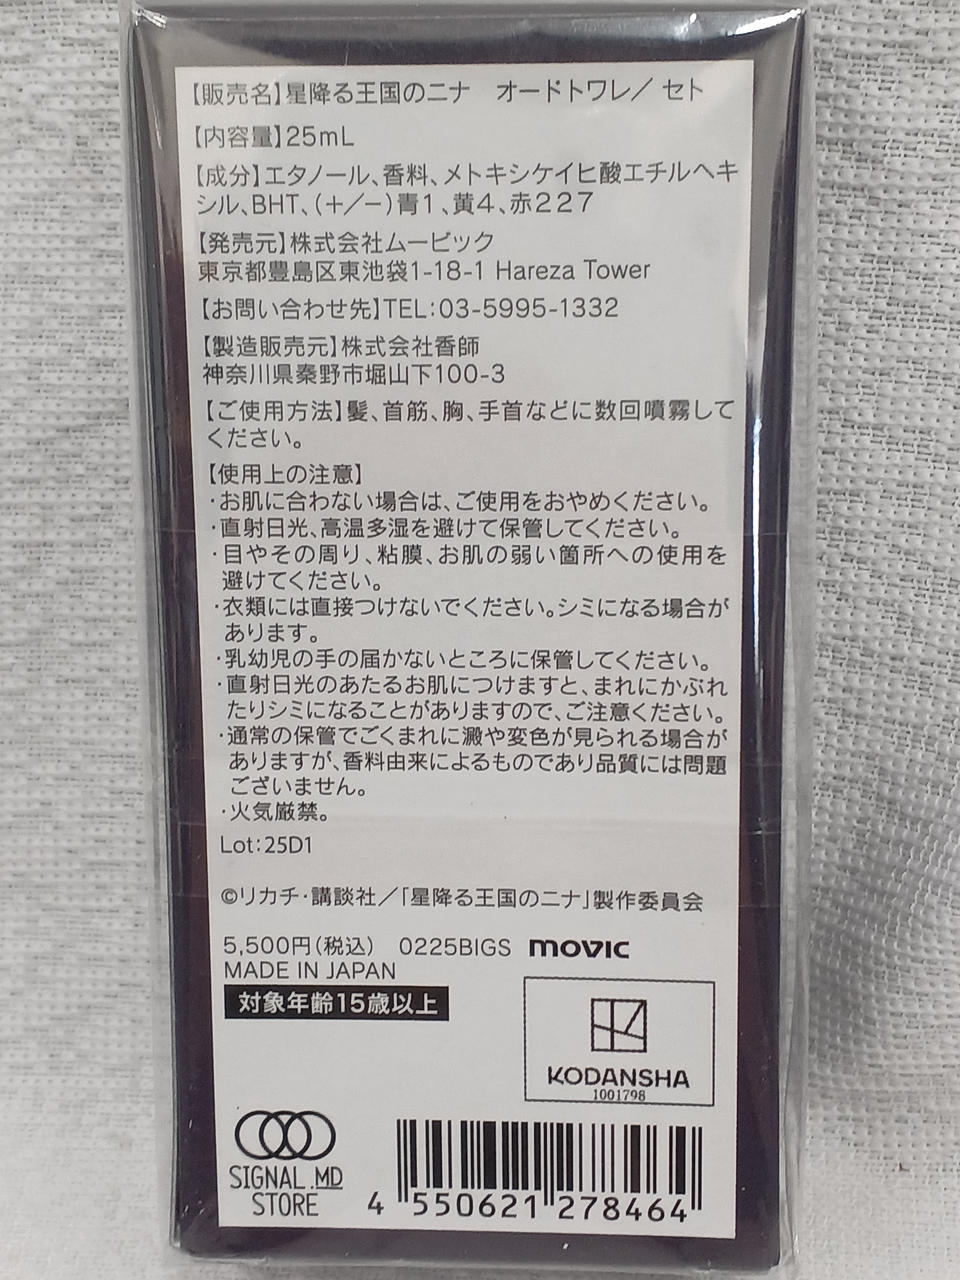 【販売名】星降る王国のニナ　オードトワレ／ セト
【内容量】25mL
【成分】エタノール、香料、メトキシケイヒ酸エチルヘキ
シル、BHT、（＋／－）青1、黄4、赤227
【発売元】株式会社ムービック
東京都豊島区東池袋1-18-1 Hareza Tower
【お問い合わせ先】TEL：03-5995-1332
【製造販売元】株式会社香師
神奈川県秦野市堀山下100-3
【ご使用方法】髪、首筋、胸、手首などに数回噴霧して
ください。
【使用上の注意】
・お肌に合わない場合は、ご使用をおやめください。
・直射日光、高温多湿を避けて保管してください。
・目やその周り、粘膜、お肌の弱い箇所への使用を
避けてください。
・衣類には直接つけないでください。シミになる場合が
あります。
・乳幼児の手の届かないところに保管してください。
・直射日光のあたるお肌につけますと、まれにかぶれ
たりシミになることがありますので、ご注意ください。
・通常の保管でごくまれに澱や変色が見られる場合が
ありますが、香料由来によるものであり品質には問題
ございません。
・火気厳禁。
Lot：25D1
©リカチ・講談社／「星降る王国のニナ」製作委員会
5,500円（税込）　0225BIGS movic
MADE IN JAPAN
対象年齢15歳以上
KODANSHA
1001798
SIGNAL.MD
STORE
4 550621 278464